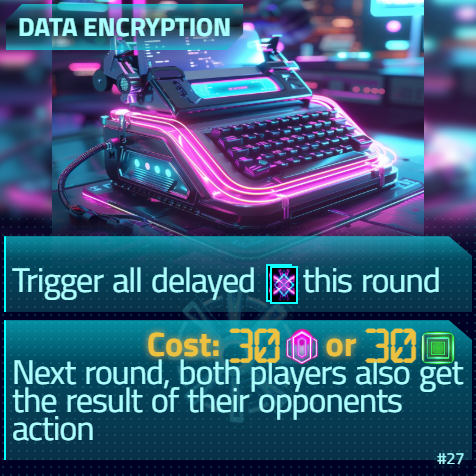 DATA ENCRYPTION
Trigger all delayed this round
Cost: 30 or 30
Next round, both players also get
the result of their opponents
action
#27